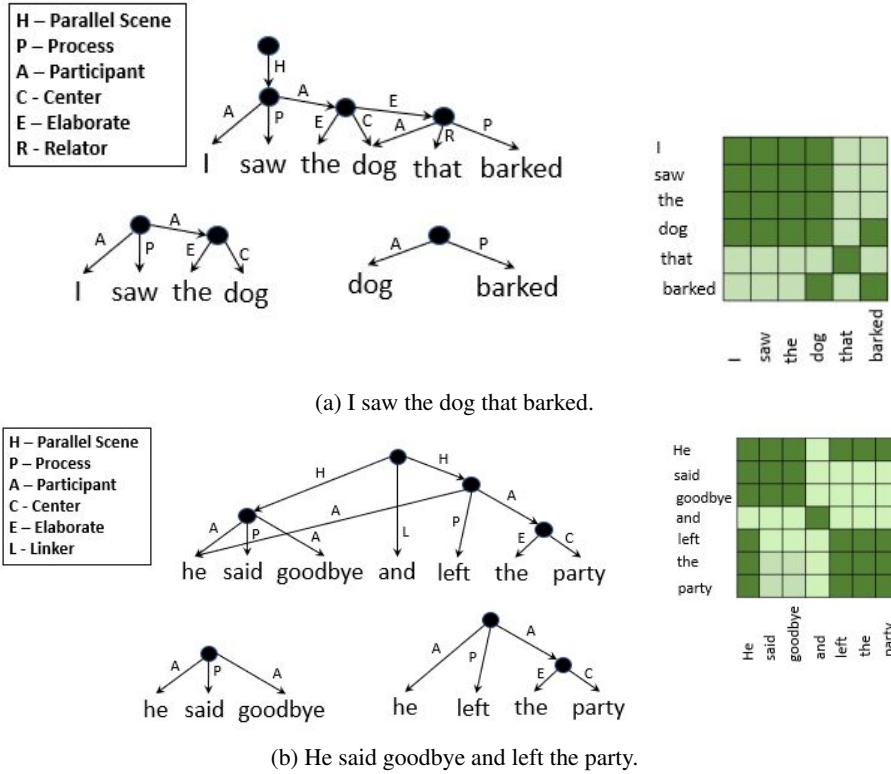 H – Parallel Scene
P – Process
A – Participant
C - Center
E – Elaborate
R - Relator
H
A P A E
E C A R P
I saw the dog that barked
A P A
E C
I saw the dog
A P
dog barked
I
saw
the
dog
that
barked
I saw the dog that barked
(a) I saw the dog that barked.
H – Parallel Scene
P – Process
A – Participant
C - Center
E – Elaborate
L - Linker
H H
A A
A P A L P E C
he said goodbye and left the party
A P A
he said goodbye
A P A
E C
he left the party
He
said
goodbye
and
left
the
party
He said goodbye and left the party
(b) He said goodbye and left the party.